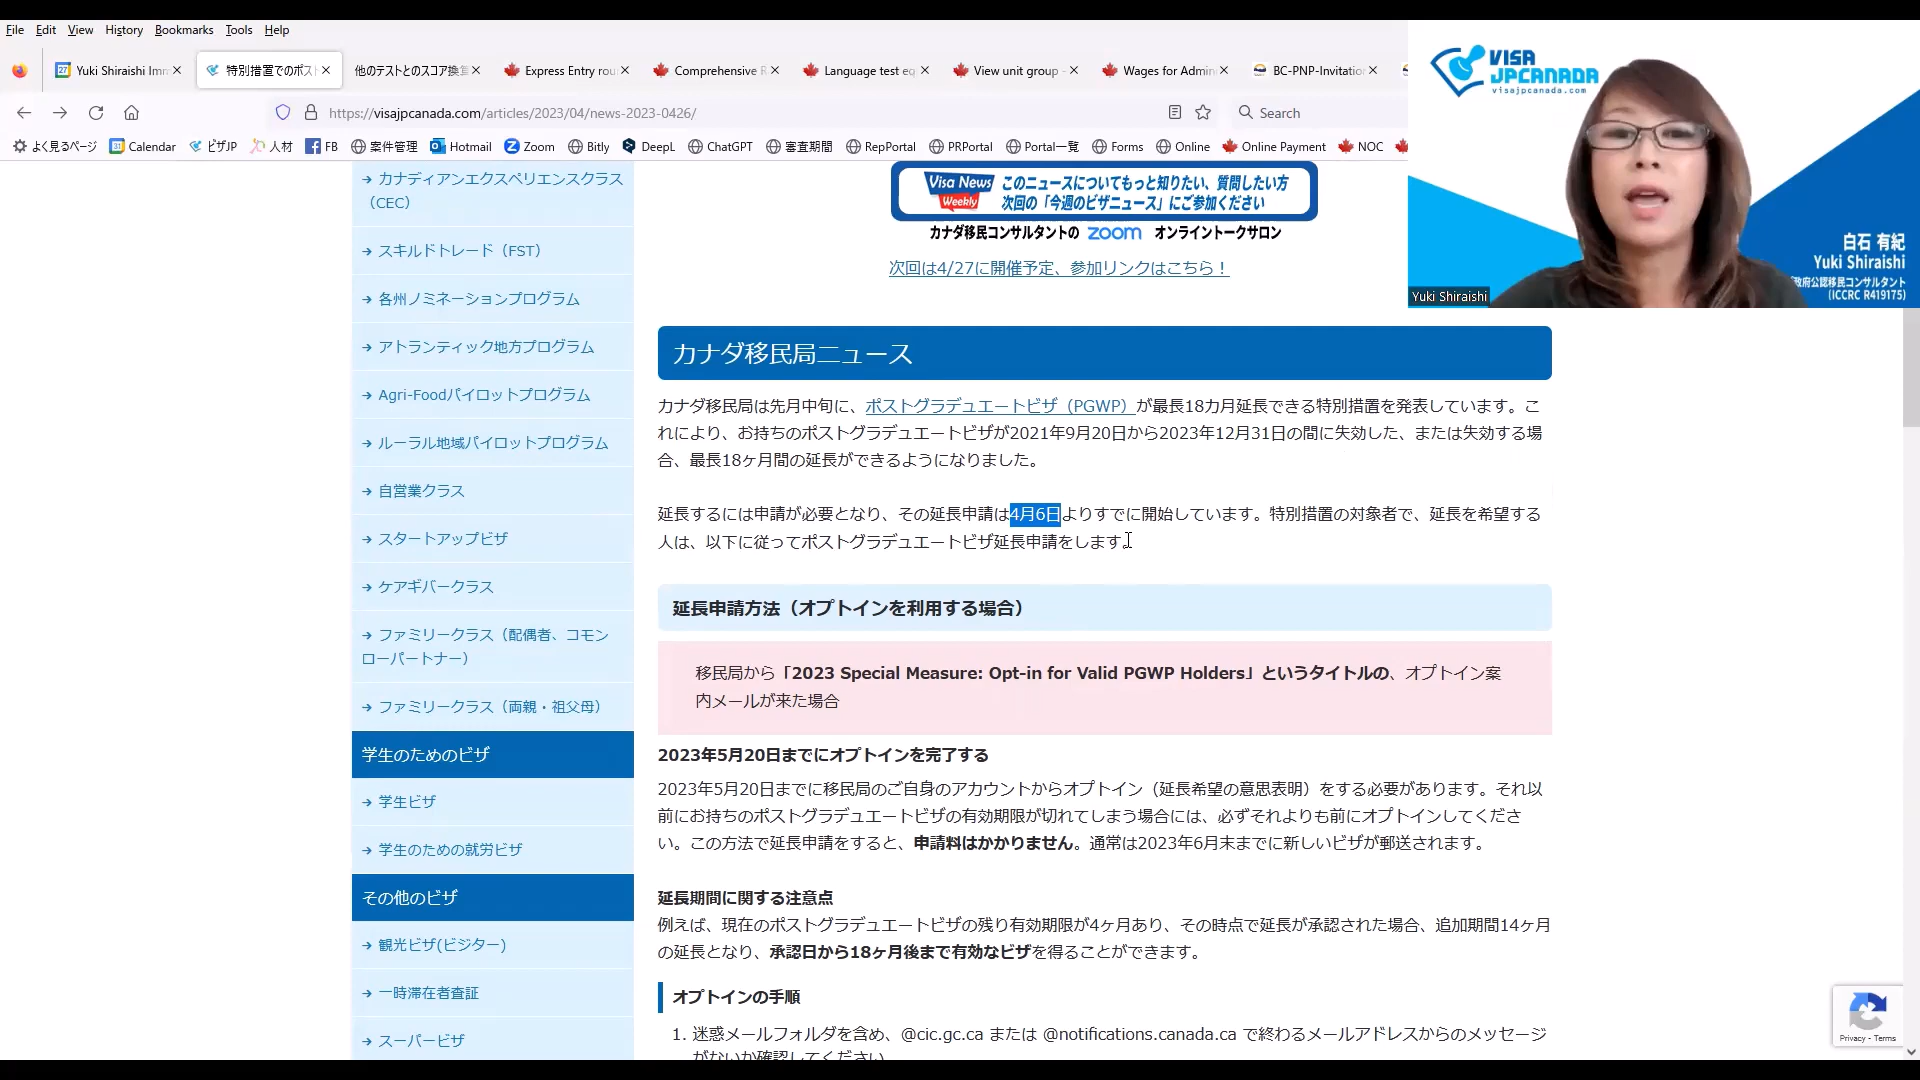 File Edit View History Bookmarks Tools Help
Yuki Shiraishi Imm
特別措置でのポス
他のテストとのスコア換算
Express Entry rou
Comprehensive R
Language test eq
View unit group -
Wages for Admin
BC-PNP-Invitatio
https://visajpcanada.com/articles/2023/04/news-2023-0426/
Search
よく見るページ Calendar ビザJP 人材 FB 案件管理 Hotmail Zoom Bitly DeepL ChatGPT 審査期間 RepPortal PRPortal Portal一覧 Forms Online Online Payment NOC
VISA
JPCANADA
visajpcanada.com
白石 有紀
Yuki Shiraishi
政府公認移民コンサルタント
(ICCRC R419175)
Yuki Shiraishi
→ カナディアンエクスペリエンスクラス
（CEC）
→ スキルドトレード（FST）
→ 各州ノミネーションプログラム
→ アトランティック地方プログラム
→ Agri-Foodパイロットプログラム
→ ルーラル地域パイロットプログラム
→ 自営業クラス
→ スタートアップビザ
→ ケアギバークラス
→ ファミリークラス（配偶者、コモン
ローパートナー）
→ ファミリークラス（両親・祖父母）
学生のためのビザ
→ 学生ビザ
→ 学生のための就労ビザ
その他のビザ
→ 観光ビザ(ビジター)
→ 一時滞在者査証
→ スーパービザ
Visa News
Weekly
このニュースについてもっと知りたい、質問したい方
次回の「今週のビザニュース」にご参加ください
カナダ移民コンサルタントの zoom オンライントークサロン
次回は4/27に開催予定、参加リンクはこちら！
カナダ移民局ニュース
カナダ移民局は先月中旬に、ポストグラデュエートビザ（PGWP）が最長18カ月延長できる特別措置を発表しています。こ
れにより、お持ちのポストグラデュエートビザが2021年9月20日から2023年12月31日の間に失効した、または失効する場
合、最長18ヶ月間の延長ができるようになりました。
延長するには申請が必要となり、その延長申請は4月6日よりすでに開始しています。特別措置の対象者で、延長を希望する
人は、以下に従ってポストグラデュエートビザ延長申請をします。
延長申請方法（オプトインを利用する場合）
移民局から「2023 Special Measure: Opt-in for Valid PGWP Holders」というタイトルの、オプトイン案
内メールが来た場合
2023年5月20日までにオプトインを完了する
2023年5月20日までに移民局のご自身のアカウントからオプトイン（延長希望の意思表明）をする必要があります。それ以
前にお持ちのポストグラデュエートビザの有効期限が切れてしまう場合には、必ずそれよりも前にオプトインしてくださ
い。この方法で延長申請をすると、申請料はかかりません。通常は2023年6月末までに新しいビザが郵送されます。
延長期間に関する注意点
例えば、現在のポストグラデュエートビザの残り有効期限が4ヶ月あり、その時点で延長が承認された場合、追加期間14ヶ月
の延長となり、承認日から18ヶ月後まで有効なビザを得ることができます。
オプトインの手順
1. 迷惑メールフォルダを含め、@cic.gc.ca または @notifications.canada.ca で終わるメールアドレスからのメッセージ
がないか確認してください
Privacy - Terms